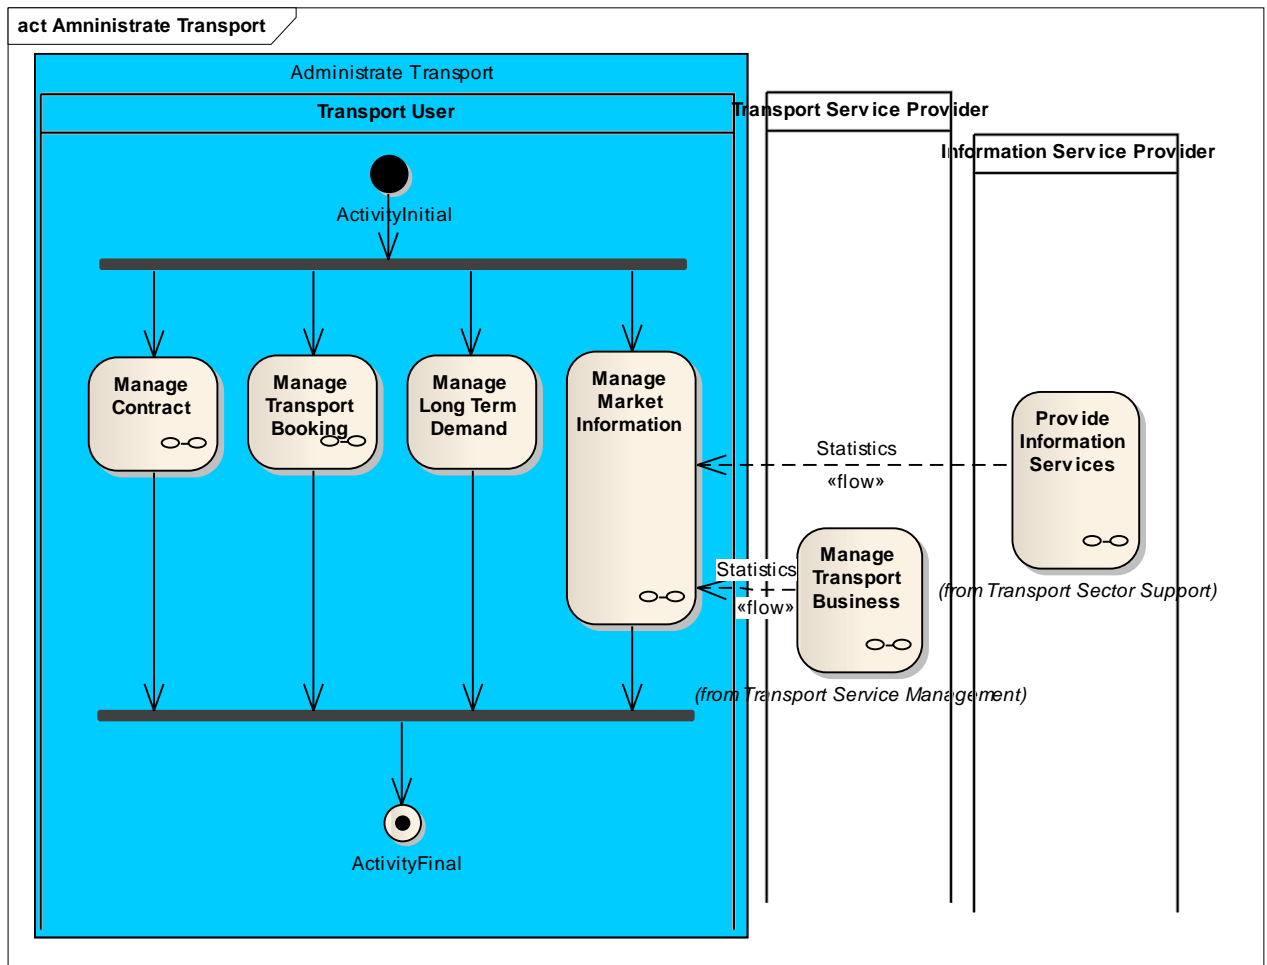 act Amninistrate Transport
Administrate Transport
Transport User
Transport Service Provider
Information Service Provider
ActivityInitial
Manage
Contract
Manage
Transport
Booking
Manage
Long Term
Demand
Manage
Market
Information
Provide
Information
Services
Statistics
«flow»
Manage
Transport
Business
Statistics
«flow»
(from Transport Sector Support)
(from Transport Service Management)
ActivityFinal